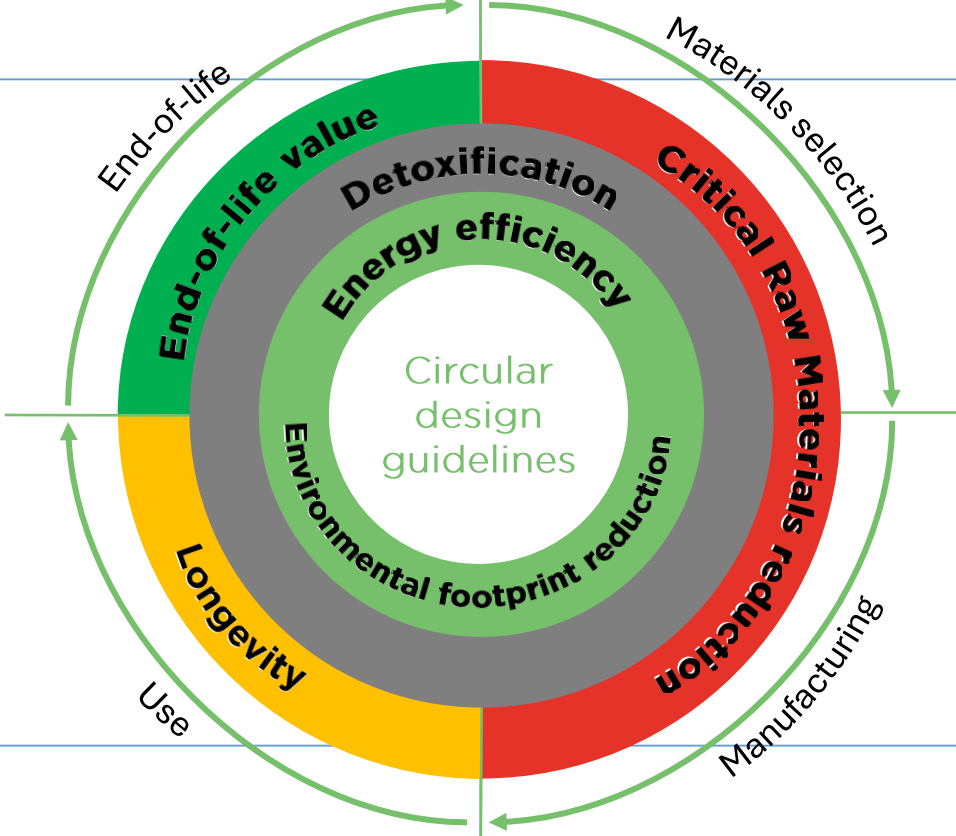 End-of-life
Materials selection
End-of-life value
Detoxification
Critical Raw Materials reduction
Energy efficiency
Circular
design
guidelines
Environmental footprint reduction
Longevity
Use
Manufacturing